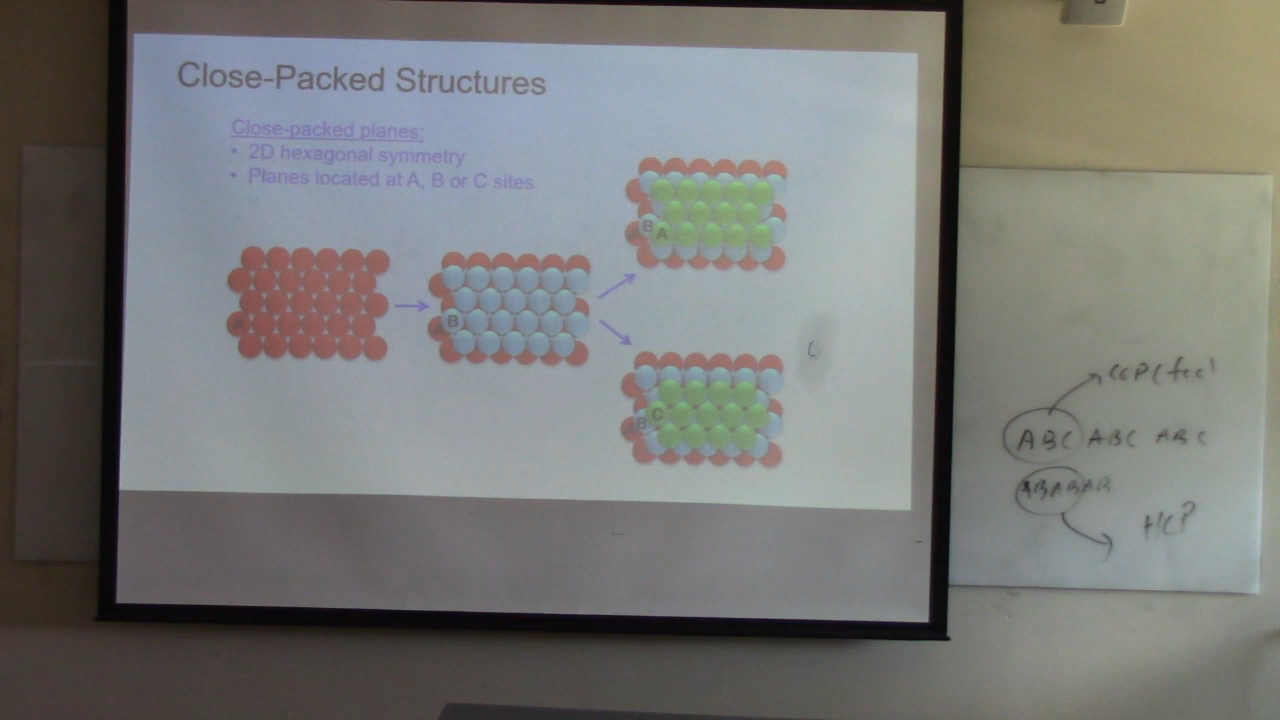 Close-Packed Structures
Close-packed planes:
• 2D hexagonal symmetry
• Planes located at A, B or C sites
A
B
A
B
A
B
C
A
B
CCP (fcc)
ABC ABC ABC
ABABAB
HCP